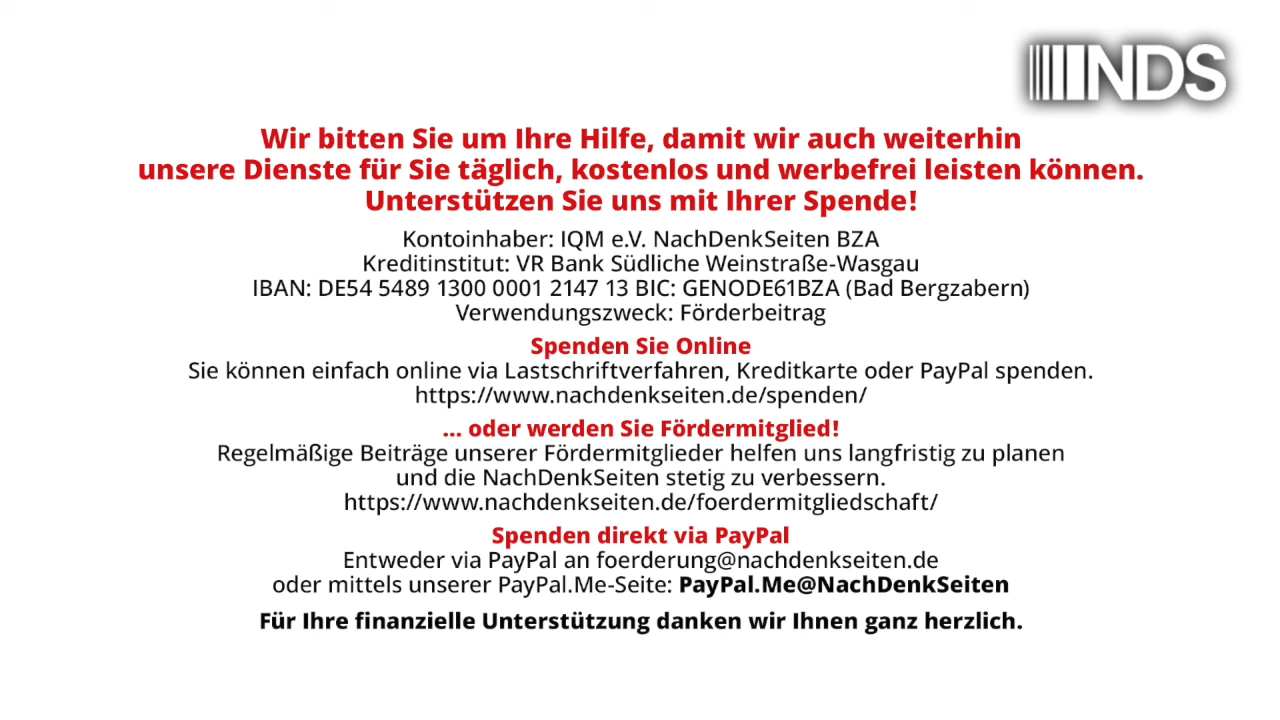 NDS
Wir bitten Sie um Ihre Hilfe, damit wir auch weiterhin
unsere Dienste für Sie täglich, kostenlos und werbefrei leisten können.
Unterstützen Sie uns mit Ihrer Spende!
Kontoinhaber: IQM e.V. NachDenkSeiten BZA
Kreditinstitut: VR Bank Südliche Weinstraße-Wasgau
IBAN: DE54 5489 1300 0001 2147 13 BIC: GENODE61BZA (Bad Bergzabern)
Verwendungszweck: Förderbeitrag
Spenden Sie Online
Sie können einfach online via Lastschriftverfahren, Kreditkarte oder PayPal spenden.
https://www.nachdenkseiten.de/spenden/
... oder werden Sie Fördermitglied!
Regelmäßige Beiträge unserer Fördermitglieder helfen uns langfristig zu planen
und die NachDenkSeiten stetig zu verbessern.
https://www.nachdenkseiten.de/foerdermitgliedschaft/
Spenden direkt via PayPal
Entweder via PayPal an foerderung@nachdenkseiten.de
oder mittels unserer PayPal.Me-Seite: PayPal.Me@NachDenkSeiten
Für Ihre finanzielle Unterstützung danken wir Ihnen ganz herzlich.